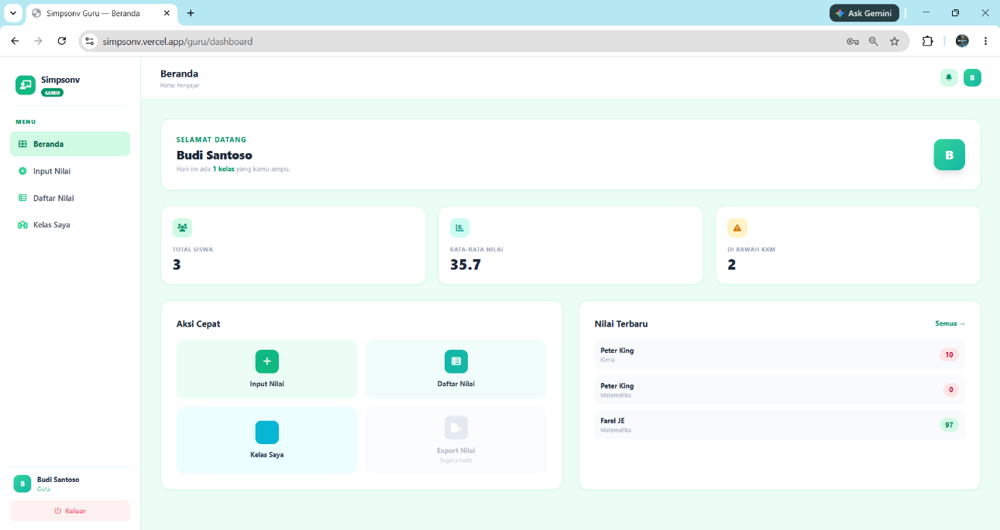 Simpsonv Guru — Beranda
Ask Gemini
simpsonv.vercel.app/guru/dashboard
Simpsonv
GURU
MENU
Beranda
Input Nilai
Daftar Nilai
Kelas Saya
Budi Santoso
Guru
Keluar
Beranda
Portal Pengajar
B
SELAMAT DATANG
Budi Santoso
Hari ini ada 1 kelas yang kamu ampu.
B
TOTAL SISWA
3
RATA-RATA NILAI
35.7
DI BAWAH KKM
2
Aksi Cepat
Input Nilai
Daftar Nilai
Kelas Saya
Export Nilai
Segera hadir
Nilai Terbaru
Semua →
Peter King
Kimia
10
Peter King
Matematika
0
Farel JE
Matematika
97
B